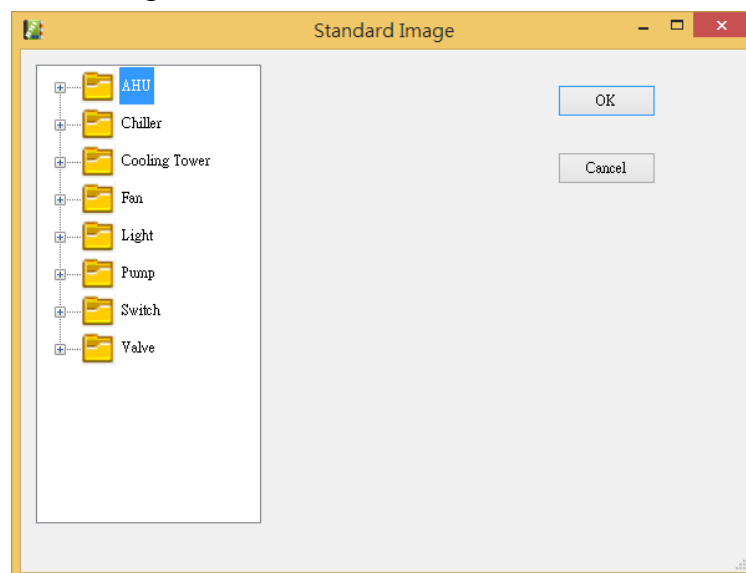 Standard Image
AHU
Chiller
Cooling Tower
Fan
Light
Pump
Switch
Valve
OK
Cancel